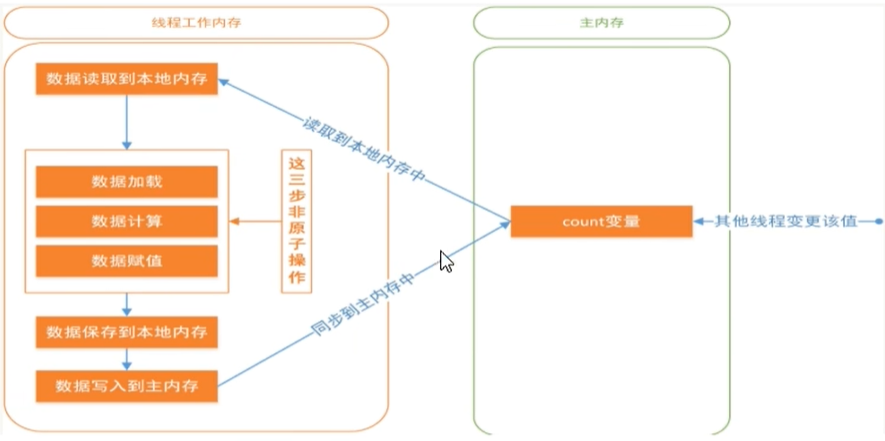 线程工作内存
主内存
数据读取到本地内存
读取到本地内存中
数据加载
数据计算
数据赋值
这三步非原子操作
count变量
其他线程变更该值
同步到主内存中
数据保存到本地内存
数据写入到主内存